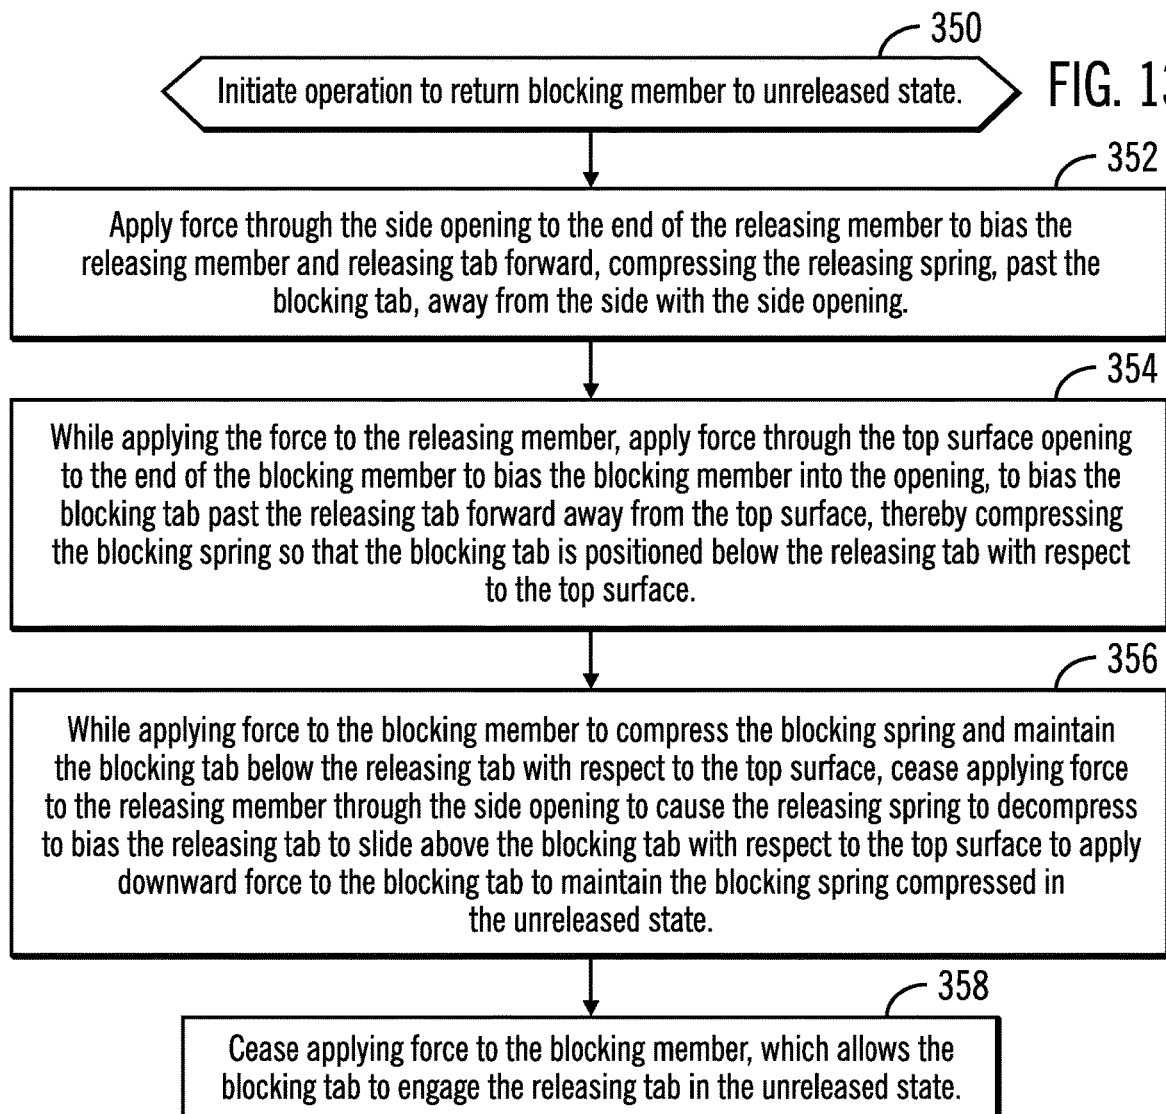 350
Initiate operation to return blocking member to unreleased state.
FIG. 13
352
Apply force through the side opening to the end of the releasing member to bias the
releasing member and releasing tab forward, compressing the releasing spring, past the
blocking tab, away from the side with the side opening.
354
While applying the force to the releasing member, apply force through the top surface opening
to the end of the blocking member to bias the blocking member into the opening, to bias the
blocking tab past the releasing tab forward away from the top surface, thereby compressing
the blocking spring so that the blocking tab is positioned below the releasing tab with respect
to the top surface.
356
While applying force to the blocking member to compress the blocking spring and maintain
the blocking tab below the releasing tab with respect to the top surface, cease applying force
to the releasing member through the side opening to cause the releasing spring to decompress
to bias the releasing tab to slide above the blocking tab with respect to the top surface to apply
downward force to the blocking tab to maintain the blocking spring compressed in
the unreleased state.
358
Cease applying force to the blocking member, which allows the
blocking tab to engage the releasing tab in the unreleased state.